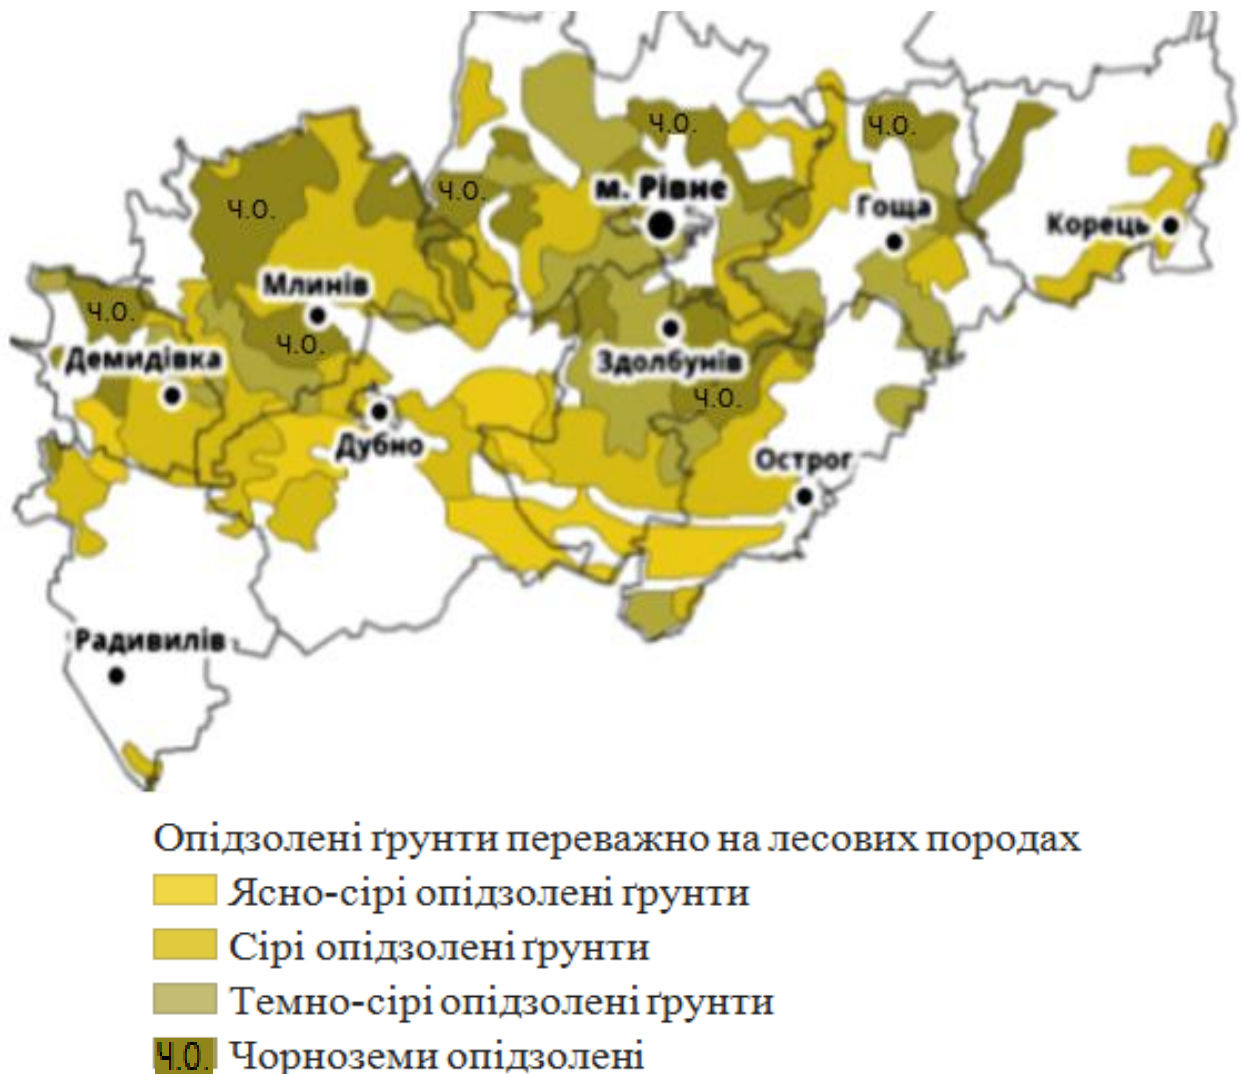 Ч.О.
Ч.О.
Ч.О.
м. Рівне
Ч.О.
Гоща
Корець
Млинів
Ч.О.
Ч.О.
Демидівка
Здолбунів
Ч.О.
Дубно
Острог
Радивилів
Опідзолені ґрунти переважно на лесових породах
Ясно-сірі опідзолені ґрунти
Сірі опідзолені ґрунти
Темно-сірі опідзолені ґрунти
Ч.О. Чорноземи опідзолені